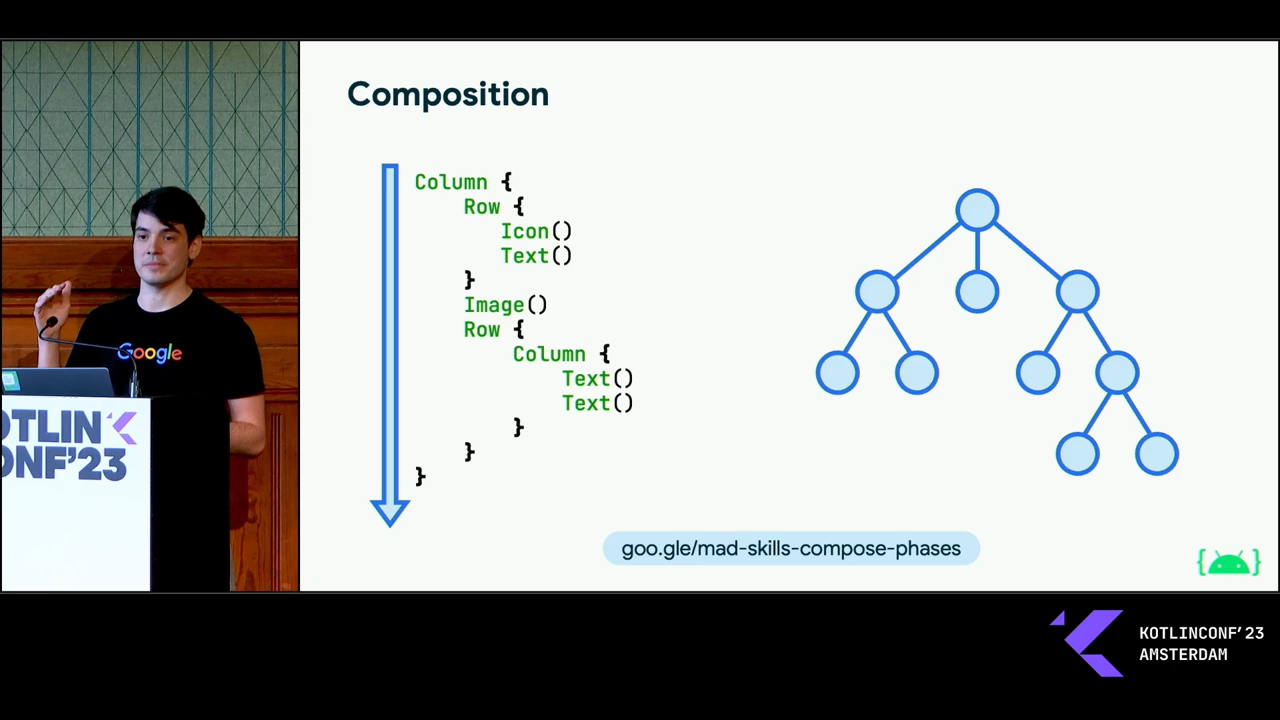 Composition
Column {
Row {
Icon()
Text()
}
Image()
Row {
Column {
Text()
Text()
}
}
}
goo.gle/mad-skills-compose-phases
{ }
Google
OTLIN
ONF'23
KOTLINCONF'23
AMSTERDAM